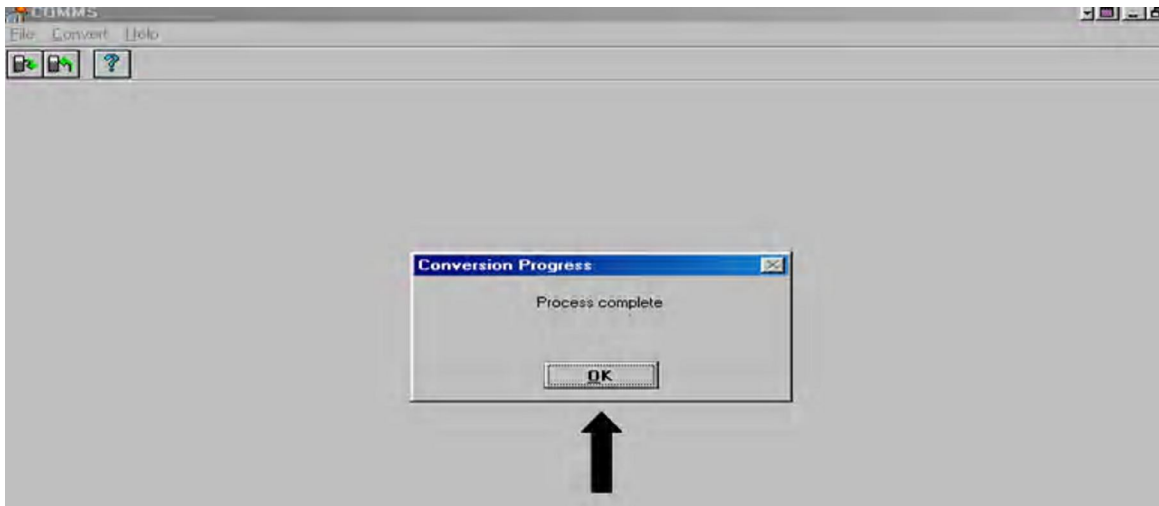 COMMS
File Convert Help
?
Conversion Progress
Process complete
OK